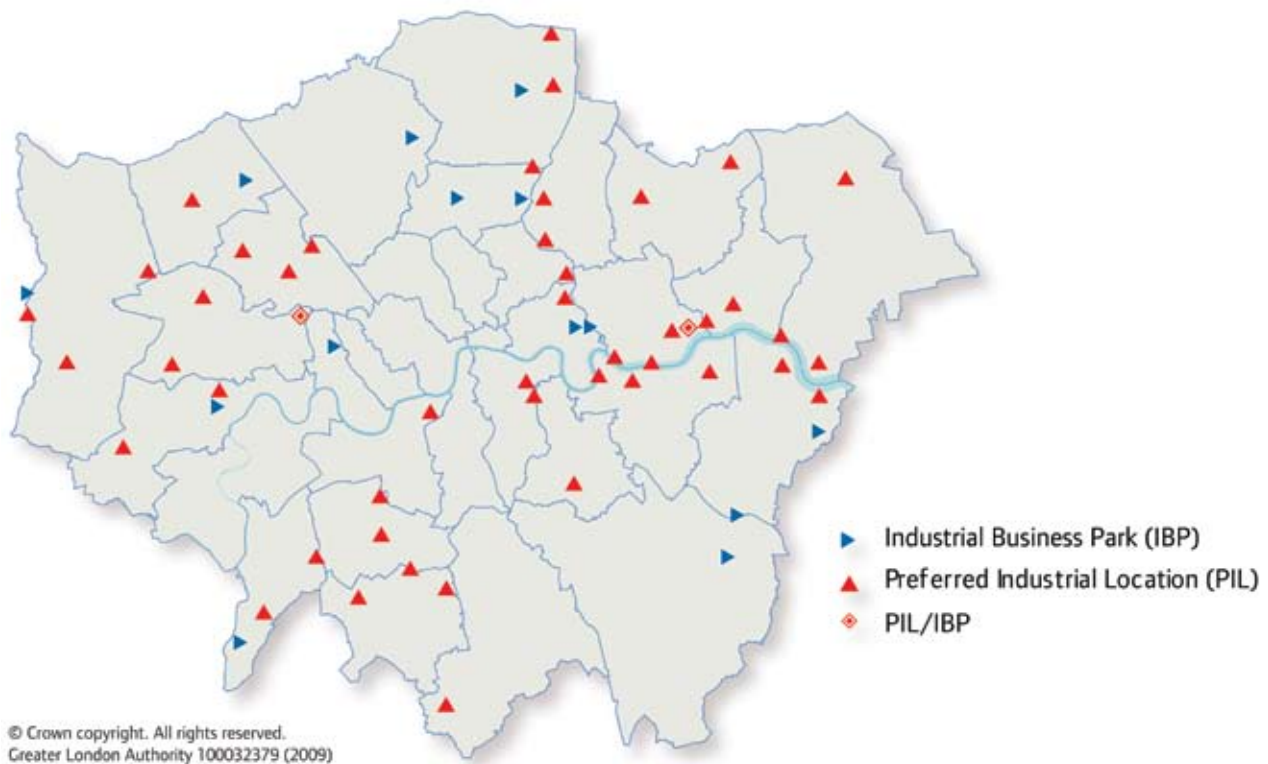 Industrial Business Park (IBP)
Preferred Industrial Location (PIL)
PIL/IBP
© Crown copyright. All rights reserved.
Greater London Authority 100032379 (2009)